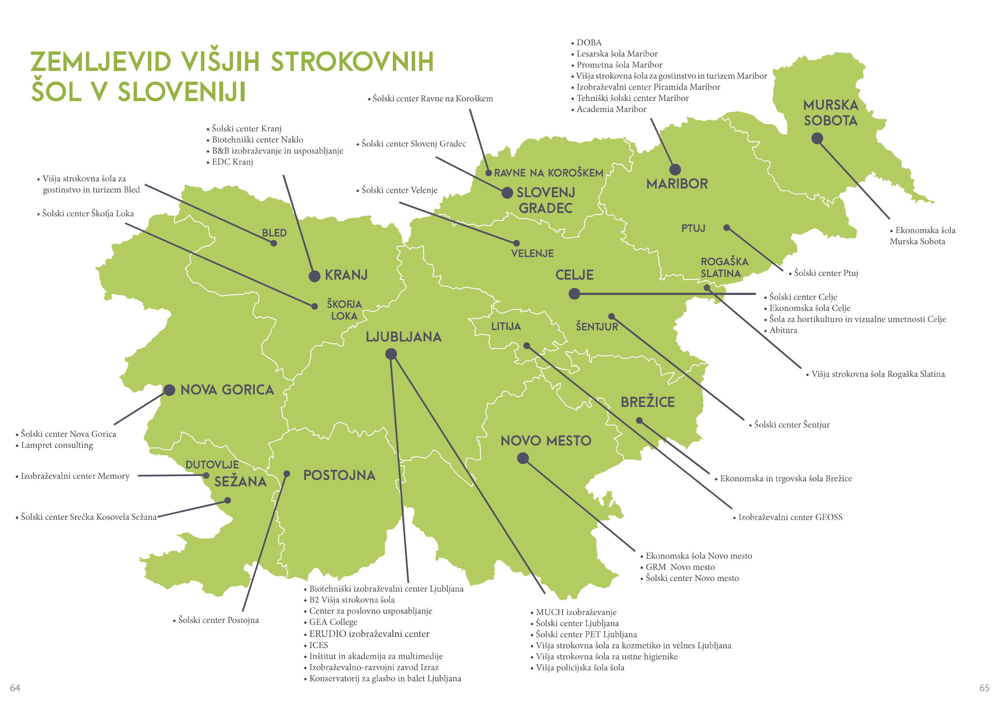 ZEMLJEVID VIŠJIH STROKOVNIH
ŠOL V SLOVENIJI
• DOBA
• Lesarska šola Maribor
• Prometna šola Maribor
• Višja strokovna šola za gostinstvo in turizem Maribor
• Izobraževalni center Piramida Maribor
• Tehniški šolski center Maribor
• Academia Maribor
• Šolski center Ravne na Koroškem
• Šolski center Kranj
• Biotehniški center Naklo
• B&B izobraževanje in usposabljanje
• EDC Kranj
• Šolski center Slovenj Gradec
• Višja strokovna šola za
gostinstvo in turizem Bled
• Šolski center Velenje
• Šolski center Škofja Loka
MURSKA
SOBOTA
RAVNE NA KOROŠKEM
SLOVENJ
GRADEC
MARIBOR
BLED
PTUJ
VELENJE
ROGAŠKA
SLATINA
KRANJ
CELJE
ŠKOFJA
LOKA
LITIJA
ŠENTJUR
LJUBLJANA
NOVA GORICA
BREŽICE
NOVO MESTO
DUTOVLJE
SEŽANA
POSTOJNA
• Ekonomska šola
Murska Sobota
• Šolski center Ptuj
• Šolski center Celje
• Ekonomska šola Celje
• Šola za hortikulturo in vizualne umetnosti Celje
• Abitura
• Višja strokovna šola Rogaška Slatina
• Šolski center Šentjur
• Šolski center Nova Gorica
• Lampret consulting
• Izobraževalni center Memory
• Šolski center Srečka Kosovela Sežana
• Ekonomska in trgovska šola Brežice
• Izobraževalni center GEOSS
• Ekonomska šola Novo mesto
• GRM Novo mesto
• Šolski center Novo mesto
• Šolski center Postojna
• Biotehniški izobraževalni center Ljubljana
• B2 Višja strokovna šola
• Center za poslovno usposabljanje
• GEA College
• ERUDIO izobraževalni center
• ICES
• Inštitut in akademija za multimedije
• Izobraževalno-razvojni zavod Izraz
• Konservatorij za glasbo in balet Ljubljana
• MUCH izobraževanje
• Šolski center Ljubljana
• Šolski center PET Ljubljana
• Višja strokovna šola za kozmetiko in velnes Ljubljana
• Višja strokovna šola za ustne higienike
• Višja policijska šola šola
64
65